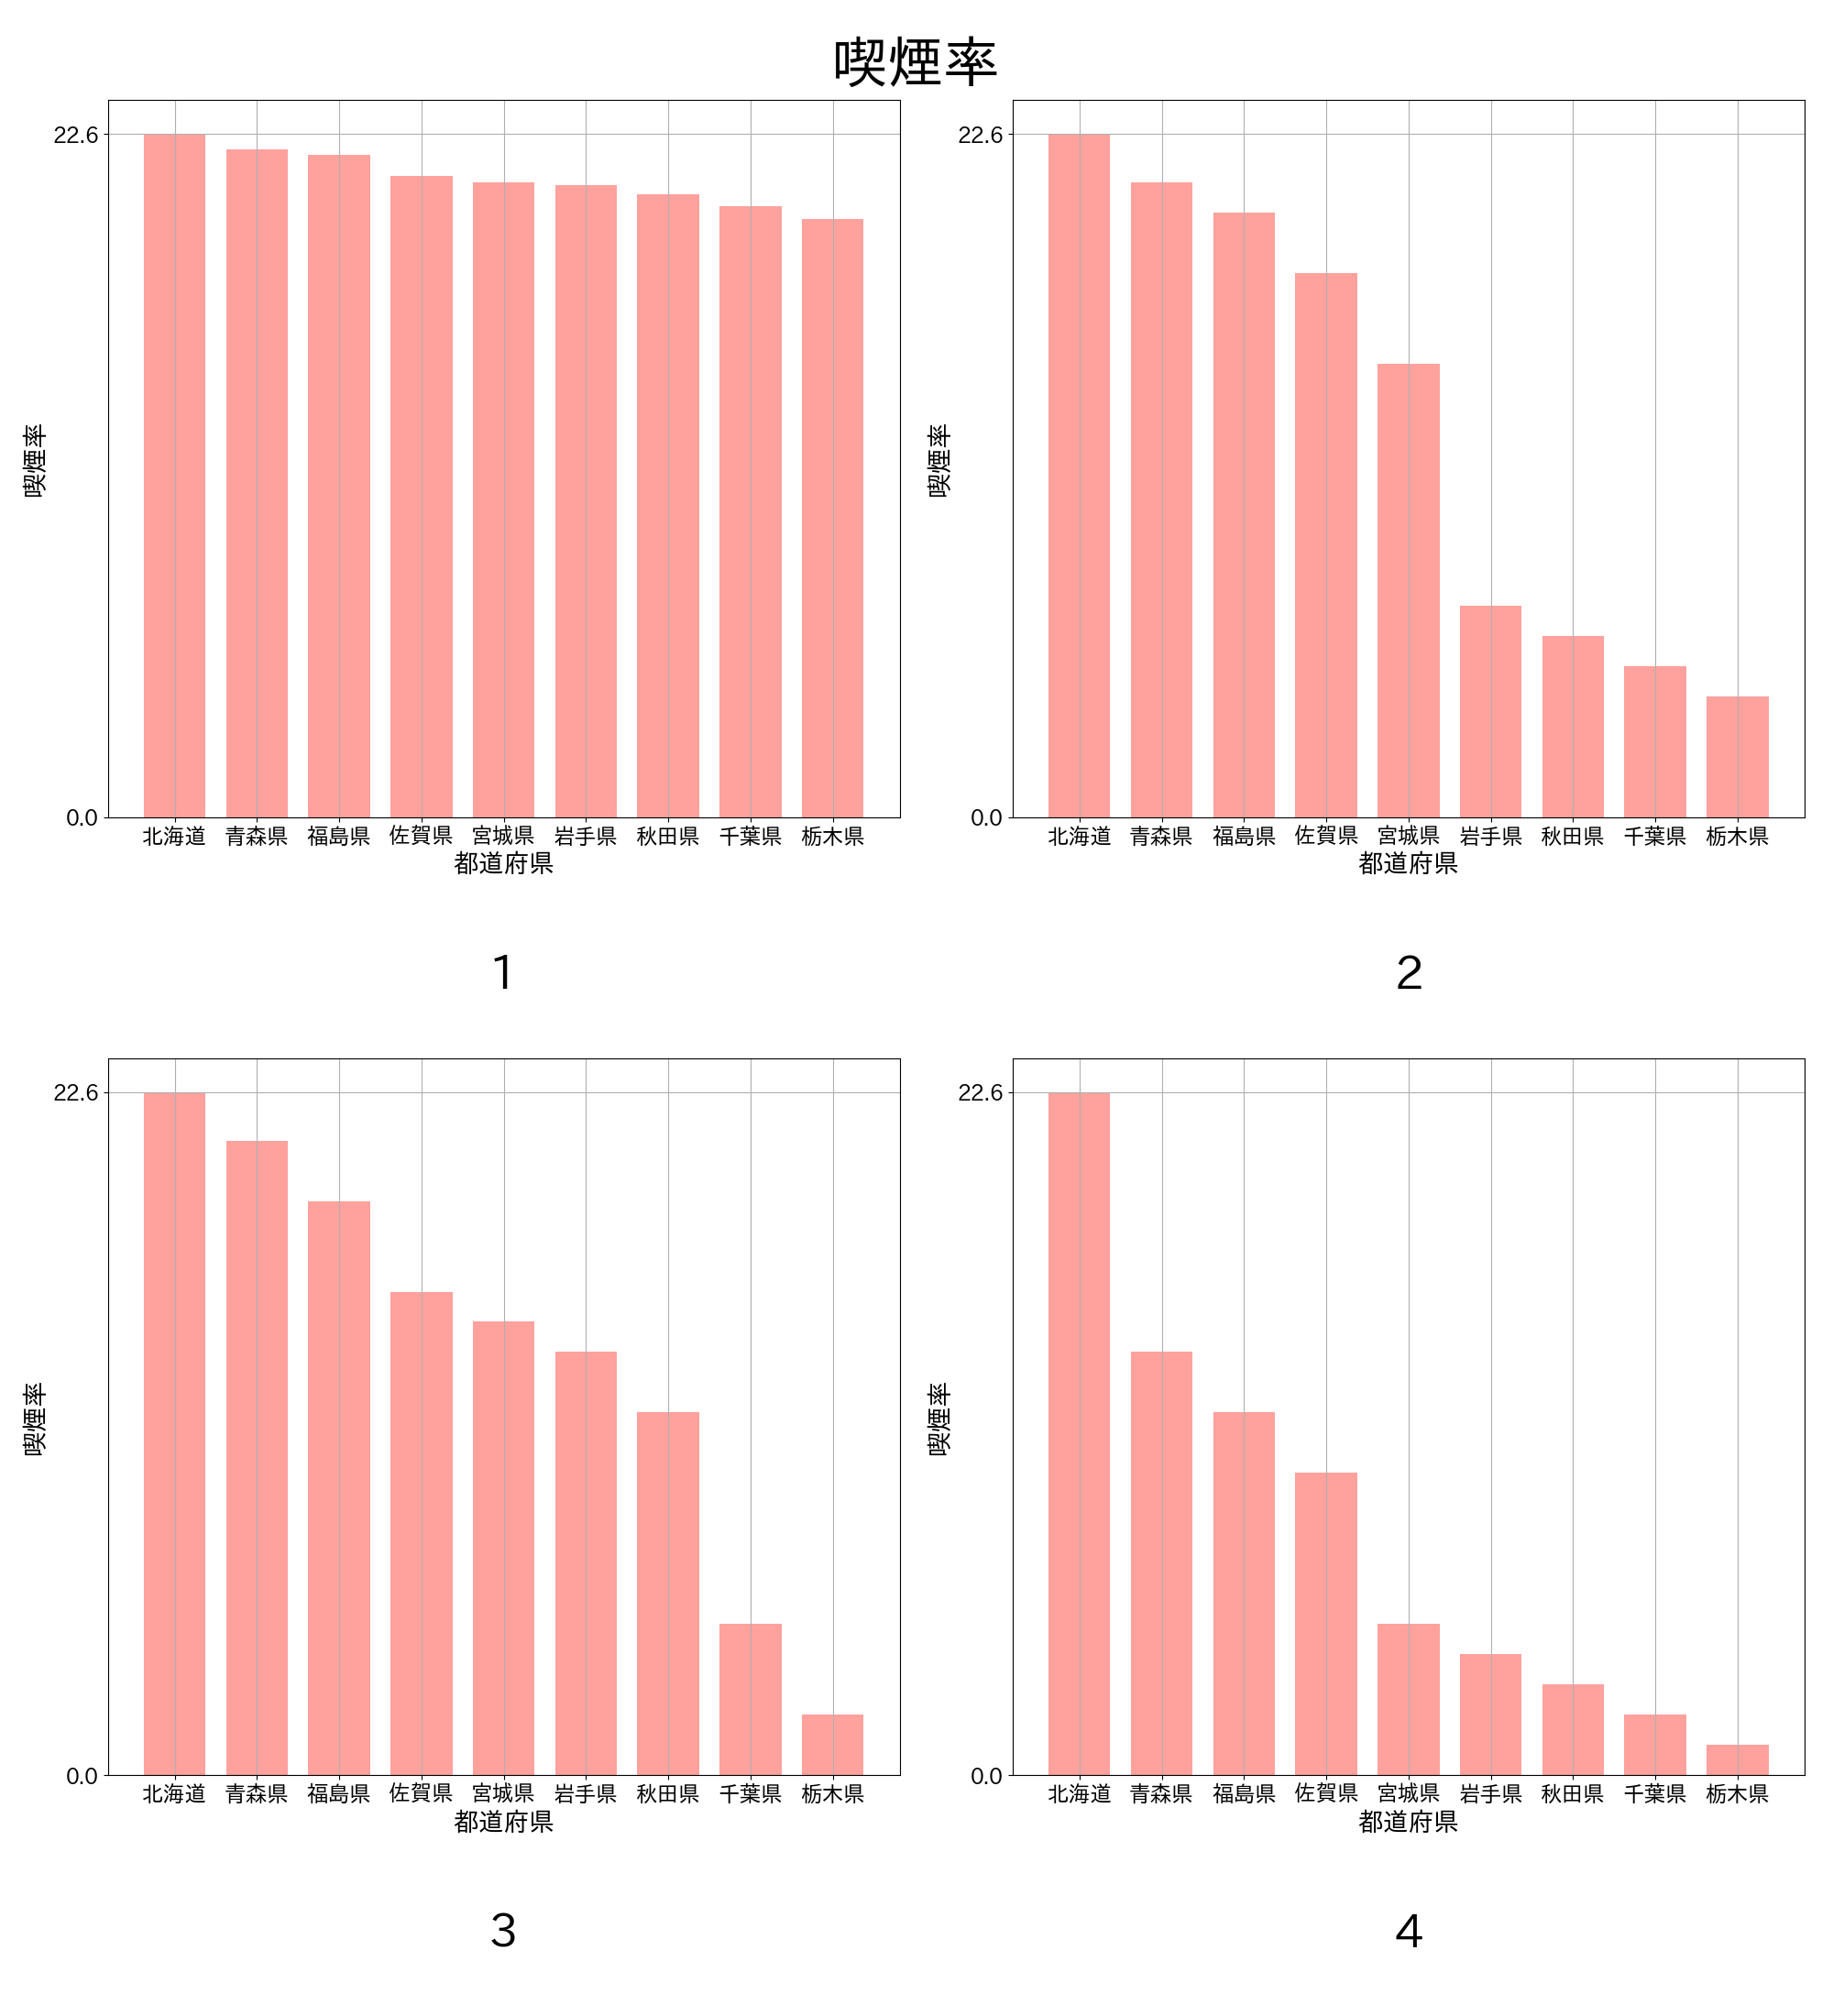 喫煙率
22.6
0.0
喫煙率
北海道 青森県 福島県 佐賀県 宮城県 岩手県 秋田県 千葉県 栃木県
都道府県
1
22.6
0.0
喫煙率
北海道 青森県 福島県 佐賀県 宮城県 岩手県 秋田県 千葉県 栃木県
都道府県
2
22.6
0.0
喫煙率
北海道 青森県 福島県 佐賀県 宮城県 岩手県 秋田県 千葉県 栃木県
都道府県
3
22.6
0.0
喫煙率
北海道 青森県 福島県 佐賀県 宮城県 岩手県 秋田県 千葉県 栃木県
都道府県
4